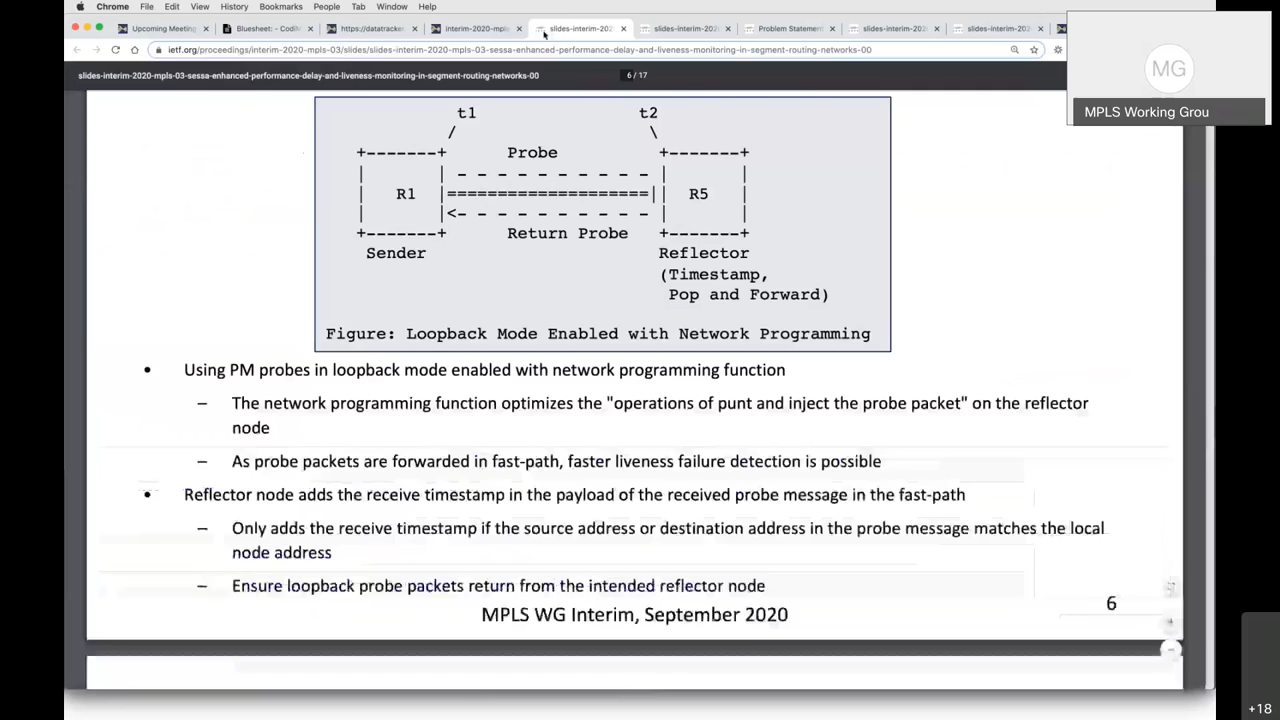 Chrome File Edit View History Bookmarks People Tab Window Help
Upcoming Meeting × Bluesheet: - CodiM × https://datatracker × interim-2020-mpls × slides-interim-202 × slides-interim-202 × Problem Statement × slides-interim-202 × slides-interim-202
ietf.org/proceedings/interim-2020-mpls-03/slides/slides-interim-2020-mpls-03-sessa-enhanced-performance-delay-and-liveness-monitoring-in-segment-routing-networks-00
slides-interim-2020-mpls-03-sessa-enhanced-performance-delay-and-liveness-monitoring-in-segment-routing-networks-00 6 / 17
MG
MPLS Working Grou
t1 t2
/ \
+-------+ Probe +-------+
| | - - - - - - - - - - | |
| R1 |====================|| R5 |
| |<- - - - - - - - - - | |
+-------+ Return Probe +-------+
Sender Reflector
(Timestamp,
Pop and Forward)
Figure: Loopback Mode Enabled with Network Programming
• Using PM probes in loopback mode enabled with network programming function
– The network programming function optimizes the "operations of punt and inject the probe packet" on the reflector
node
– As probe packets are forwarded in fast-path, faster liveness failure detection is possible
• Reflector node adds the receive timestamp in the payload of the received probe message in the fast-path
– Only adds the receive timestamp if the source address or destination address in the probe message matches the local
node address
– Ensure loopback probe packets return from the intended reflector node
MPLS WG Interim, September 2020
6
+18